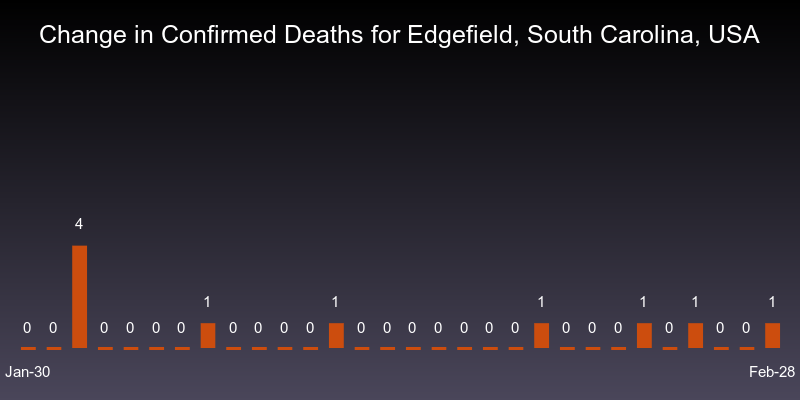 Change in Confirmed Deaths for Edgefield, South Carolina, USA
0 0 4 0 0 0 0 1 0 0 0 0 1 0 0 0 0 0 0 0 1 0 0 0 1 0 1 0 0 1
Jan-30 Feb-28